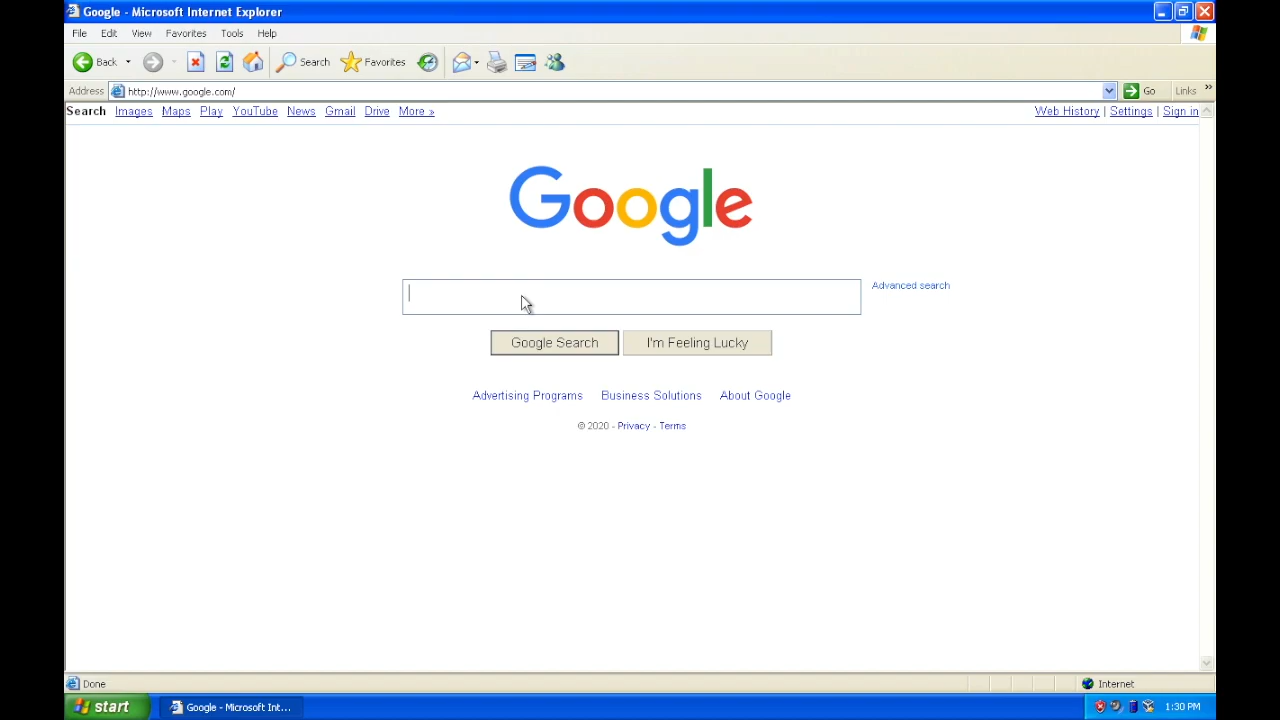 Google - Microsoft Internet Explorer
File Edit View Favorites Tools Help
Back Search Favorites
Address http://www.google.com/ Go Links »
Search Images Maps Play YouTube News Gmail Drive More » Web History | Settings | Sign in
Google
Advanced search
Google Search I'm Feeling Lucky
Advertising Programs Business Solutions About Google
© 2020 - Privacy - Terms
Done Internet
start Google - Microsoft Int... 1:30 PM